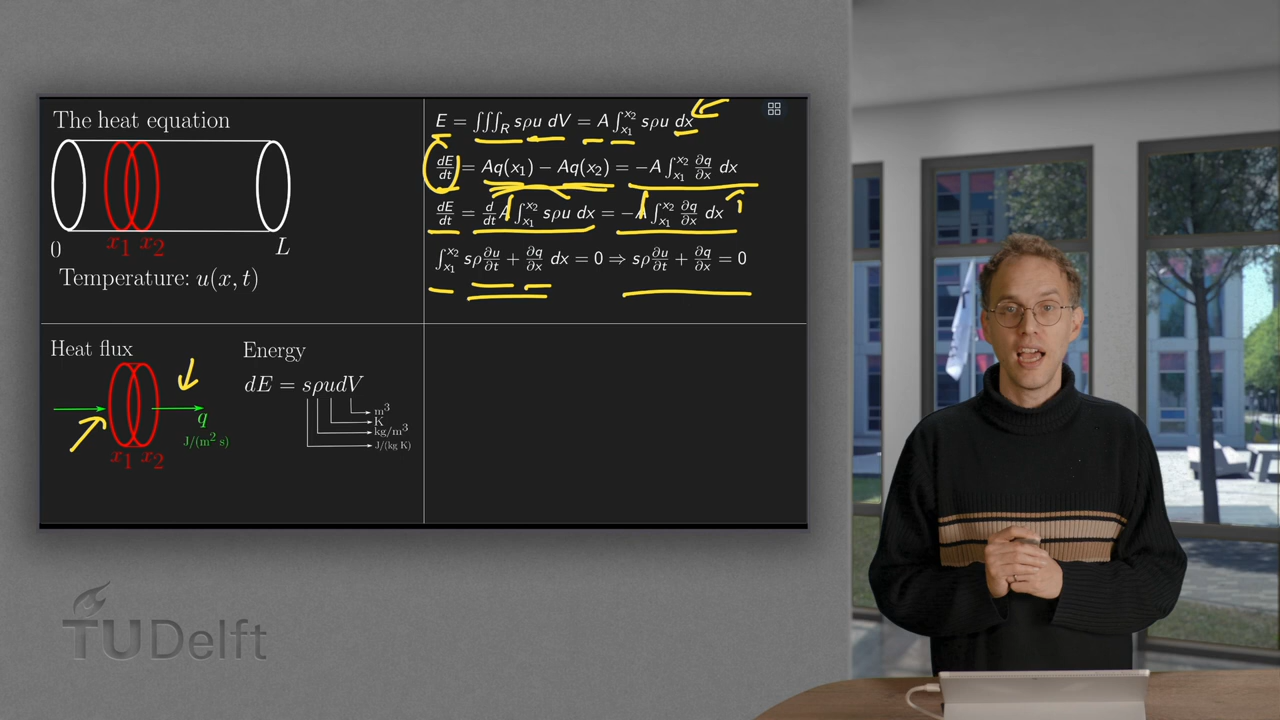 The heat equation
0 x₁ x₂ L
Temperature: u(x, t)
E = ∭_R sρu dV = A ∫_{x₁}^{x₂} sρu dx
dE/dt = Aq(x₁) − Aq(x₂) = −A ∫_{x₁}^{x₂} ∂q/∂x dx
dE/dt = d/dt A ∫_{x₁}^{x₂} sρu dx = −A ∫_{x₁}^{x₂} ∂q/∂x dx
∫_{x₁}^{x₂} sρ ∂u/∂t + ∂q/∂x dx = 0 ⇒ sρ ∂u/∂t + ∂q/∂x = 0
Heat flux
q
J/(m² s)
x₁ x₂
Energy
dE = sρudV
m³
K
kg/m³
J/(kg K)
TUDelft